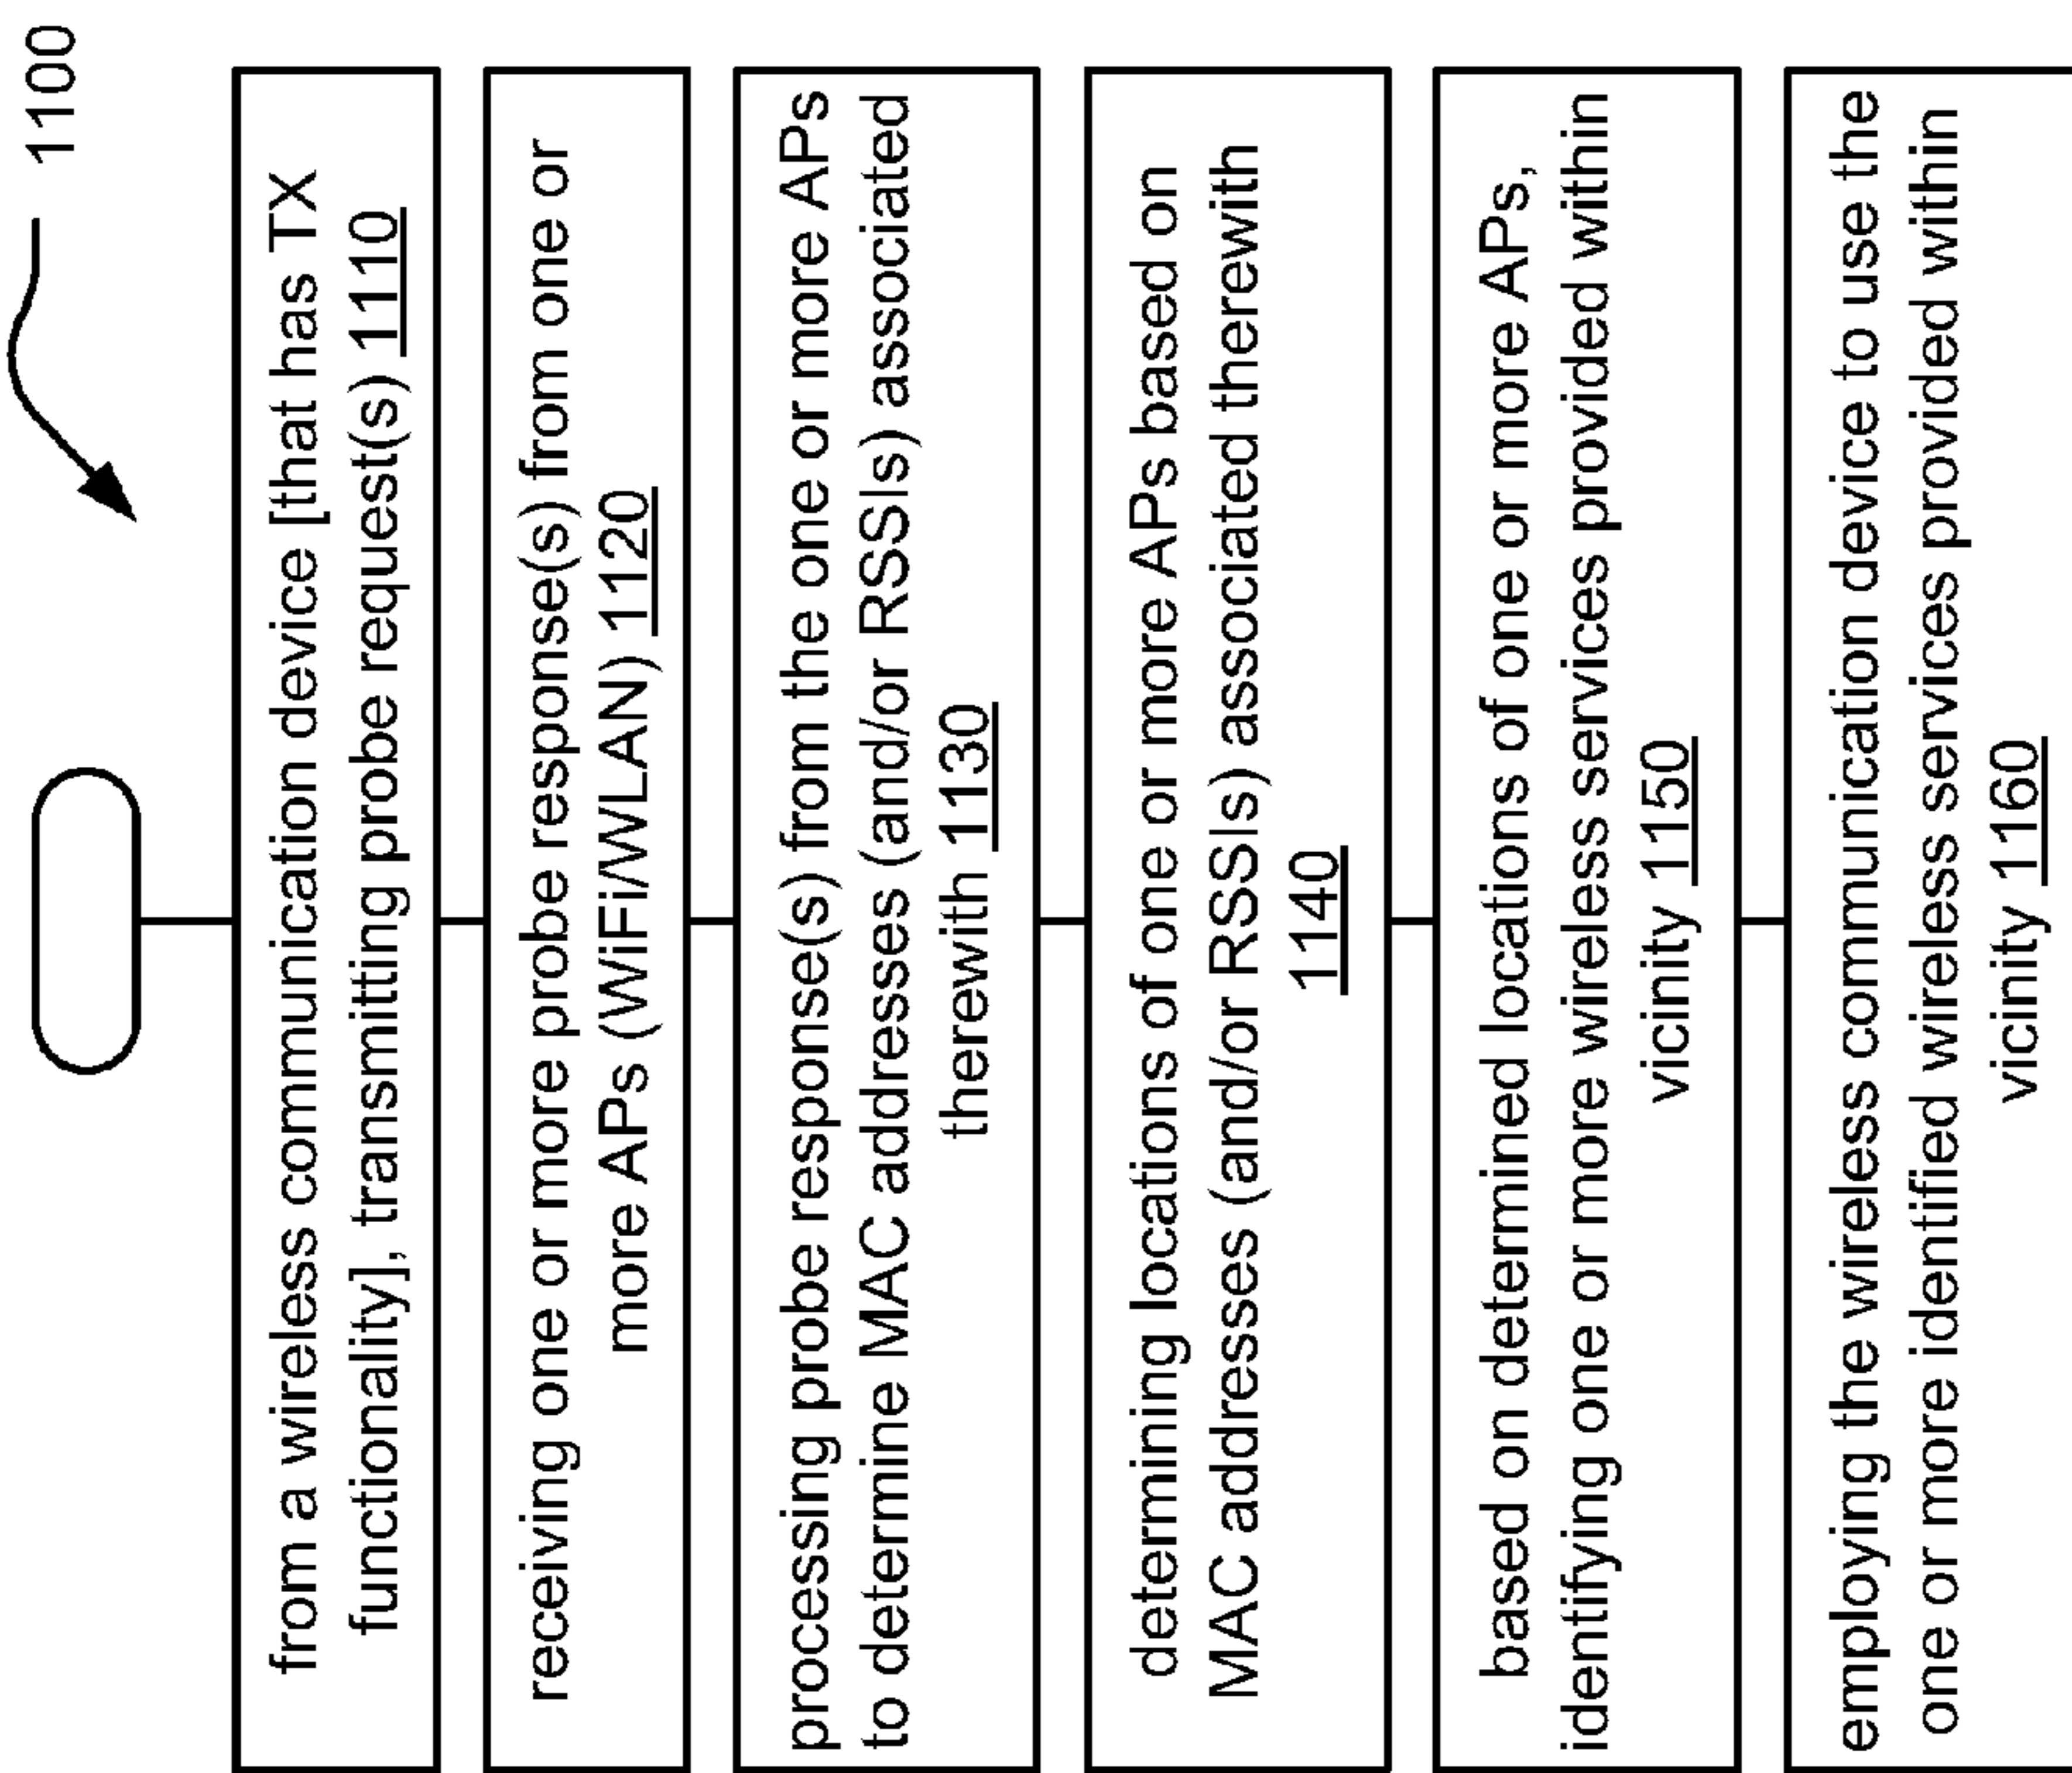 1100
from a wireless communication device [that has TX
functionality], transmitting probe request(s) 1110
receiving one or more probe response(s) from one or
more APs (WiFi/WLAN) 1120
processing probe response(s) from the one or more APs
to determine MAC addresses (and/or RSSIs) associated
therewith 1130
determining locations of one or more APs based on
MAC addresses (and/or RSSIs) associated therewith
1140
based on determined locations of one or more APs,
identifying one or more wireless services provided within
vicinity 1150
employing the wireless communication device to use the
one or more identified wireless services provided within
vicinity 1160